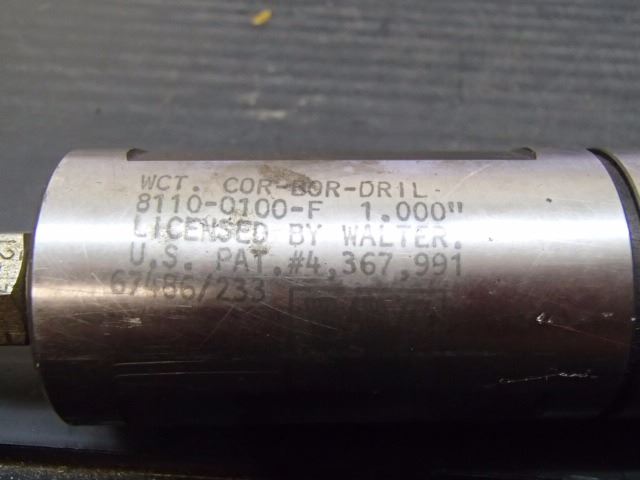 WCT. COR-BOR-DRIL.
8110-0100-F 1.000"
LICENSED BY WALTER.
U.S. PAT.#4,367,991
67486/233